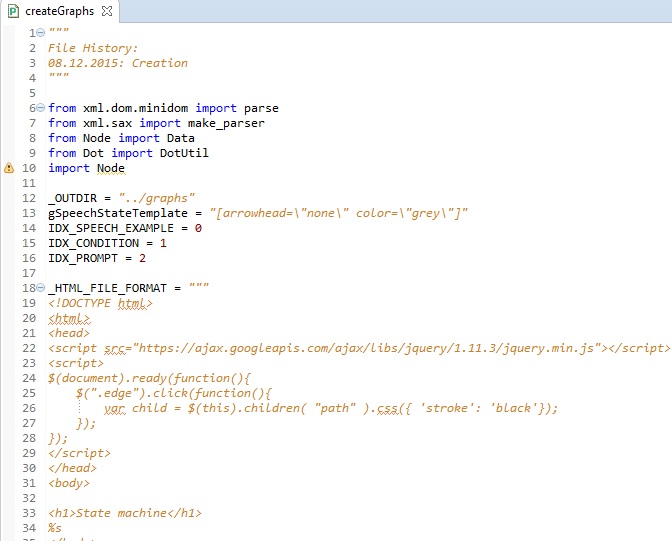 createGraphs
1 """
2 File History:
3 08.12.2015: Creation
4 """
5
6 from xml.dom.minidom import parse
7 from xml.sax import make_parser
8 from Node import Data
9 from Dot import DotUtil
10 import Node
11
12 _OUTDIR = "../graphs"
13 gSpeechStateTemplate = "[arrowhead=\"none\" color=\"grey\"]"
14 IDX_SPEECH_EXAMPLE = 0
15 IDX_CONDITION = 1
16 IDX_PROMPT = 2
17
18 _HTML_FILE_FORMAT = """
19 <!DOCTYPE html>
20 <html>
21 <head>
22 <script src="https://ajax.googleapis.com/ajax/libs/jquery/1.11.3/jquery.min.js"></script>
23 <script>
24 $(document).ready(function(){
25     $(".edge").click(function(){
26         var child = $(this).children( "path" ).css({ 'stroke': 'black'});
27     });
28 });
29 </script>
30 </head>
31 <body>
32
33 <h1>State machine</h1>
34 %s